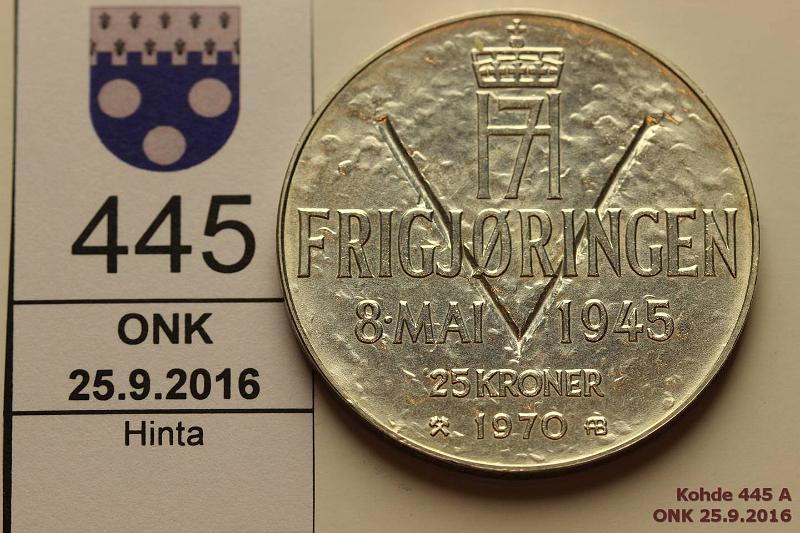 445
ONK
25.9.2016
Hinta
H7
FRIGJØRINGEN
8·MAI 1945
25 KRONER
1970 AB
Kohde 445 A
ONK 25.9.2016